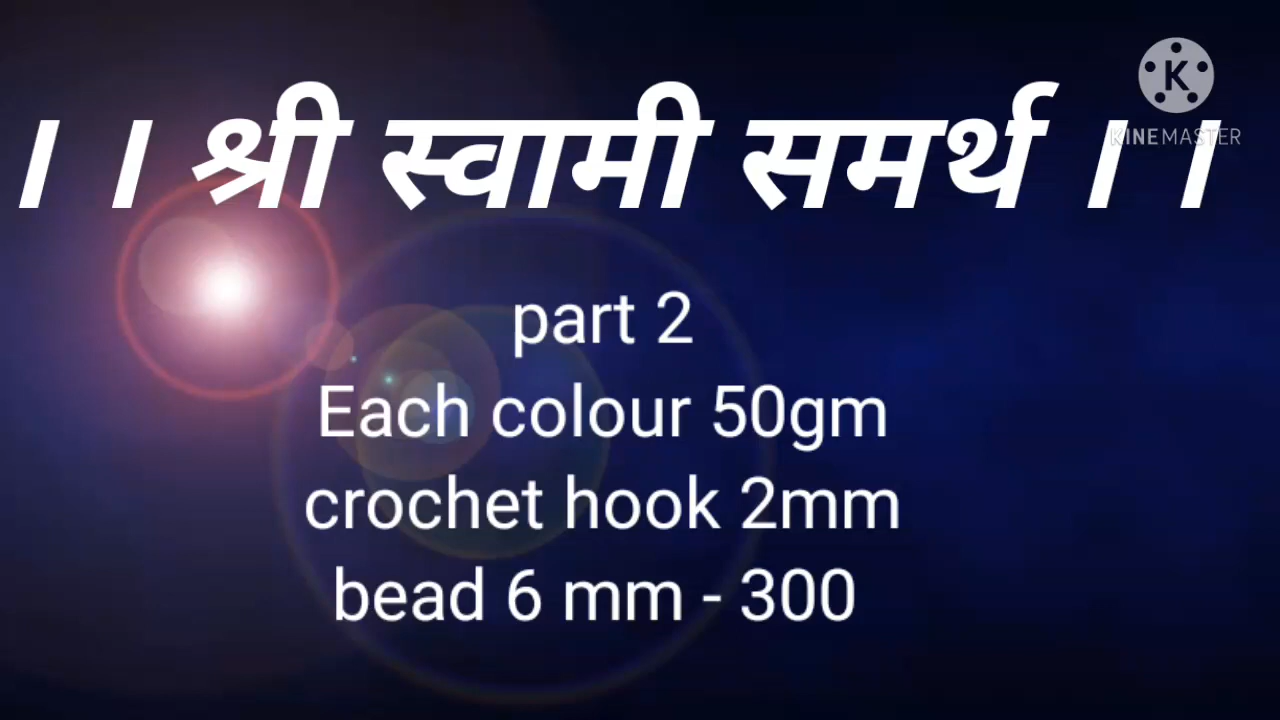 । । श्री स्वामी समर्थ । ।
KINEMASTER
part 2
Each colour 50gm
crochet hook 2mm
bead 6 mm - 300